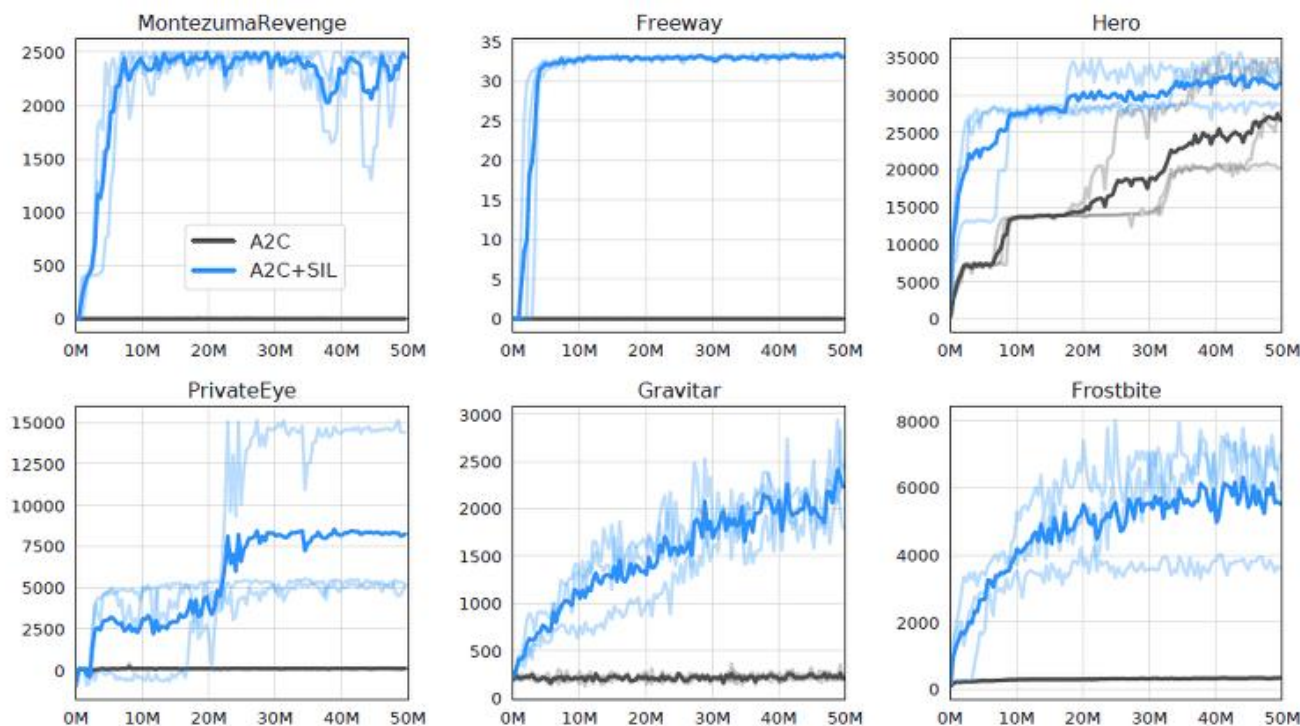 MontezumaRevenge
2500
2000
1500
1000
500
0
A2C
A2C+SIL
0M 10M 20M 30M 40M 50M
Freeway
35
30
25
20
15
10
5
0
0M 10M 20M 30M 40M 50M
Hero
35000
30000
25000
20000
15000
10000
5000
0
0M 10M 20M 30M 40M 50M
PrivateEye
15000
12500
10000
7500
5000
2500
0
0M 10M 20M 30M 40M 50M
Gravitar
3000
2500
2000
1500
1000
500
0
0M 10M 20M 30M 40M 50M
Frostbite
8000
6000
4000
2000
0
0M 10M 20M 30M 40M 50M